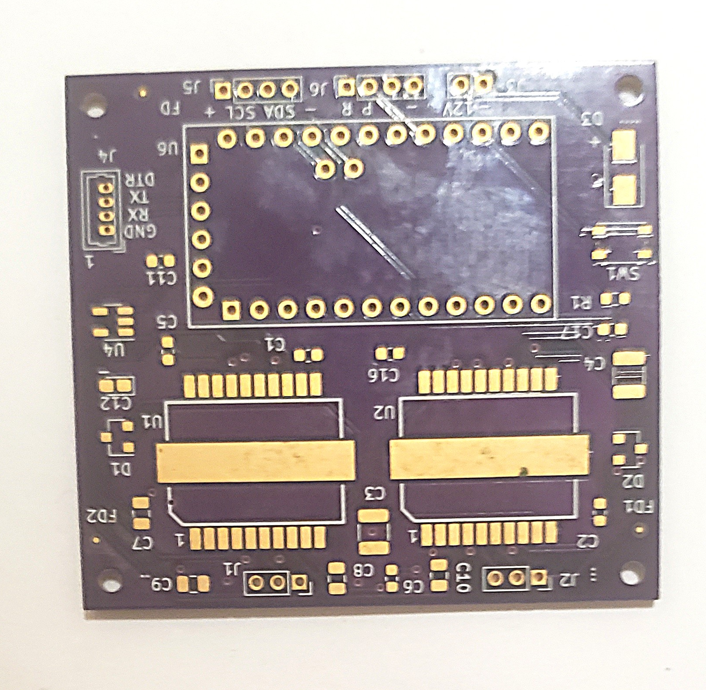 J5
J6
J3
FD
+ SCL SDA -
R P -
12V
D3
+
U6
J4
DTR
TX
RX
GND
1
C11
SW1
R1
C5
C17
U4
C1
C16
C4
C12
U1
U2
D1
D2
C3
FD2
FD1
C7
1
1
C2
C9
J1
C8
C6
C10
J2